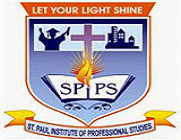 LET YOUR LIGHT SHINE
SPIPS
ST. PAUL INSTITUTE OF PROFESSIONAL STUDIES